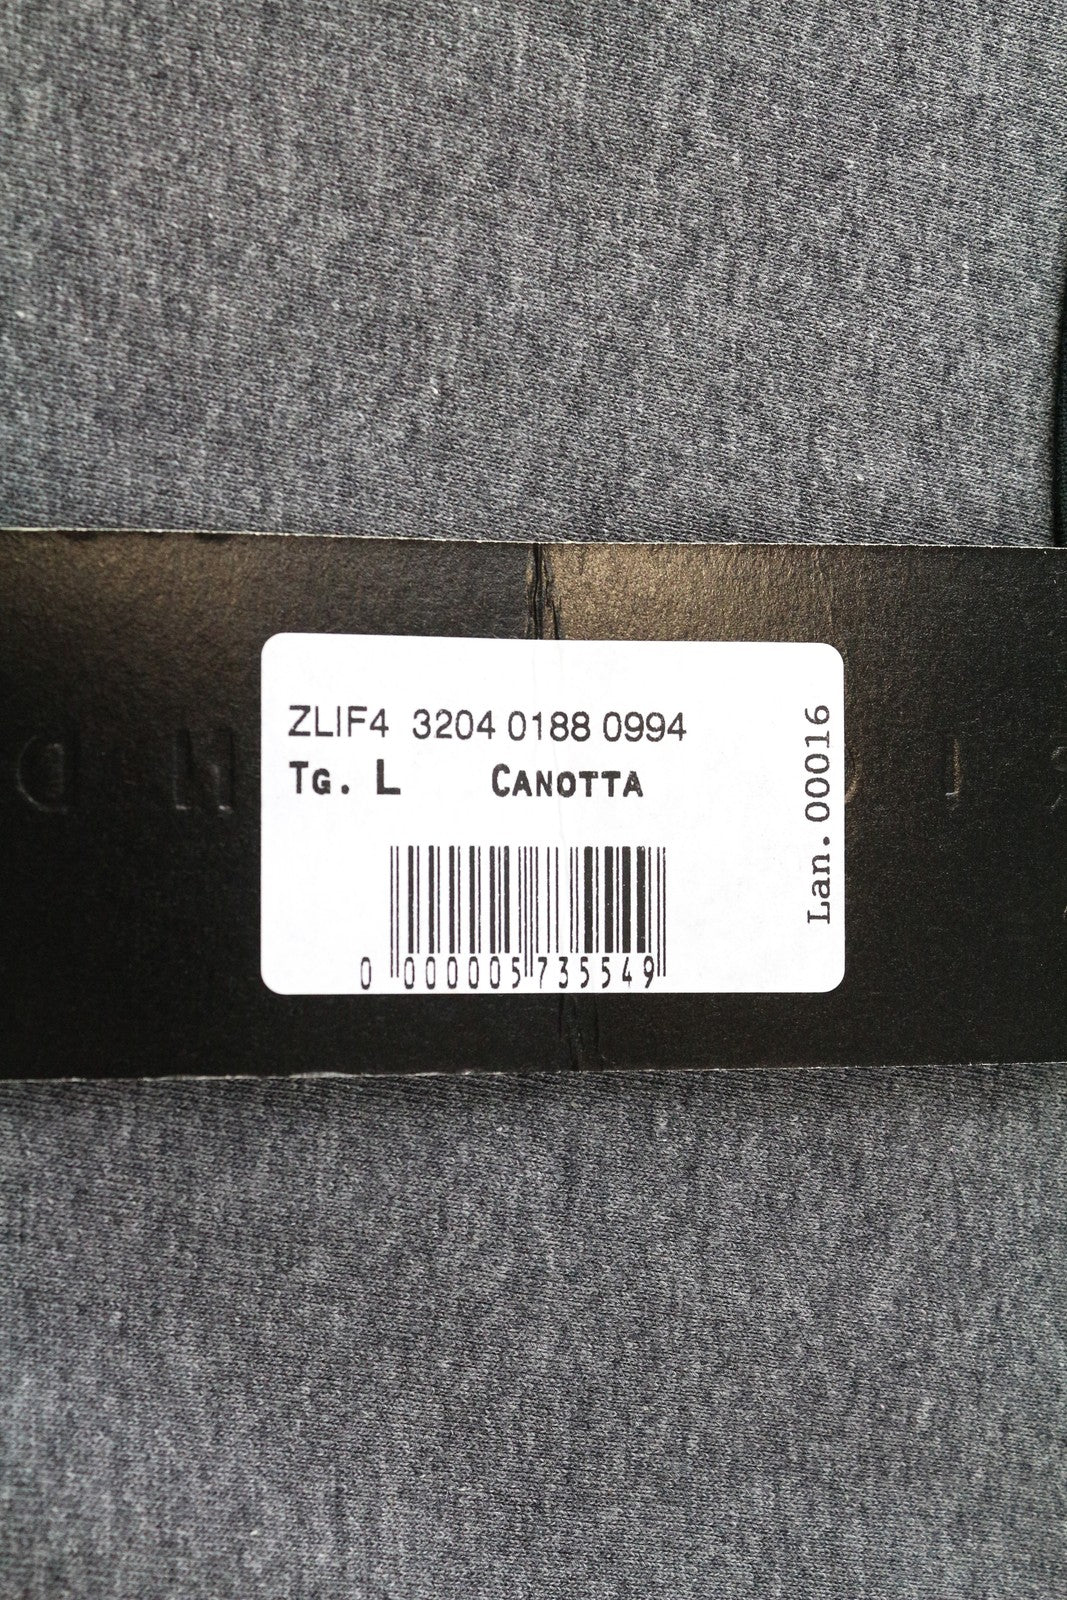 ZLIF4 3204 0188 0994
TG. L CANOTTA
0 000005 735549
Lan. 00016